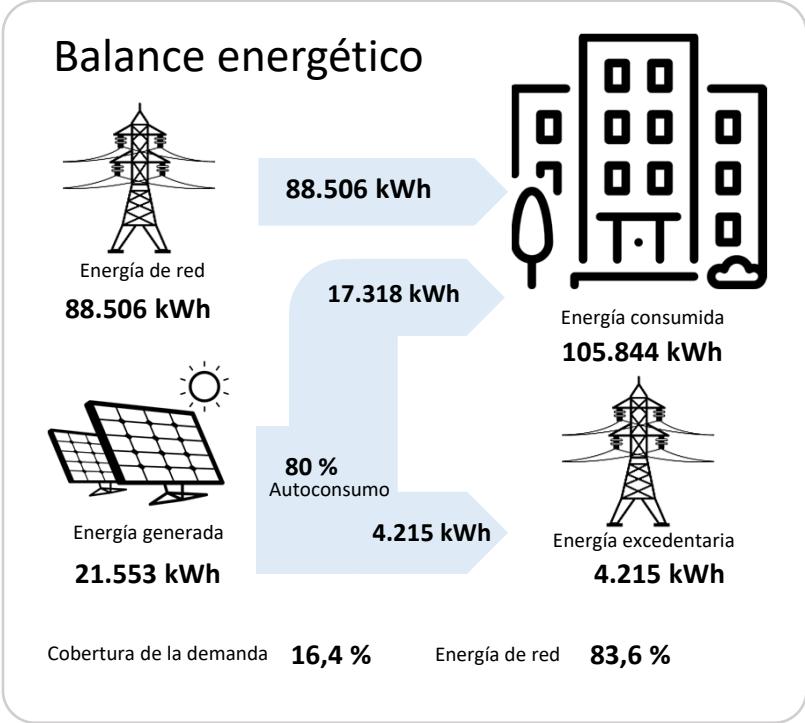 Balance energético
88.506 kWh
Energía de red
88.506 kWh
17.318 kWh
Energía consumida
105.844 kWh
80 %
Autoconsumo
4.215 kWh
Energía generada
21.553 kWh
Energía excedentaria
4.215 kWh
Cobertura de la demanda 16,4 % Energía de red 83,6 %